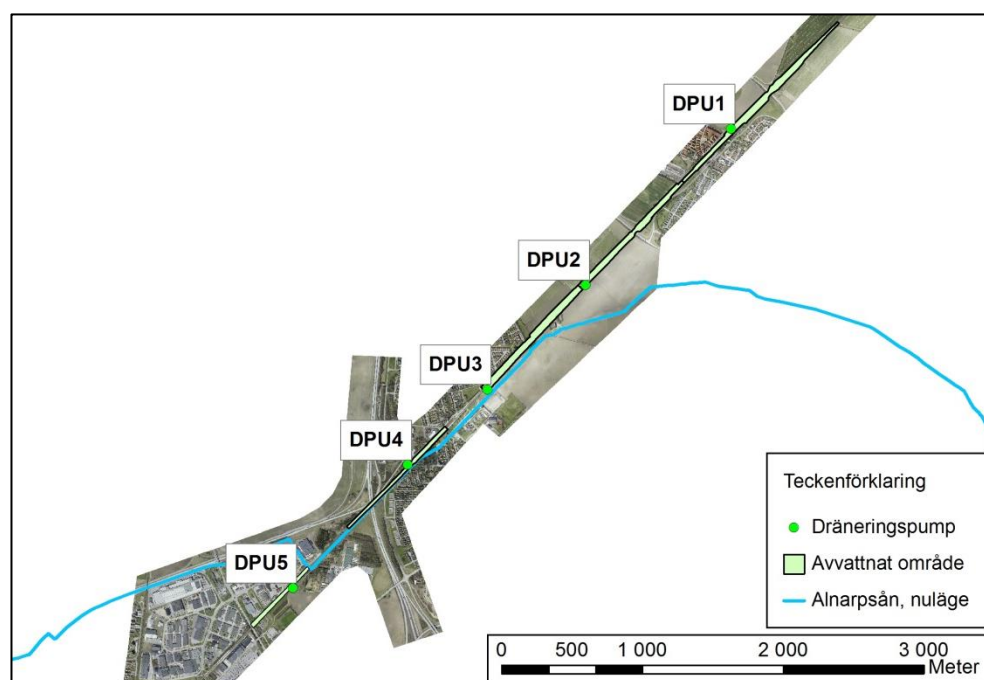 DPU1
DPU2
DPU3
DPU4
DPU5
Teckenförklaring
Dräneringspump
Avvattnat område
Alnarpsån, nuläge
0 500 1 000 2 000 3 000
Meter